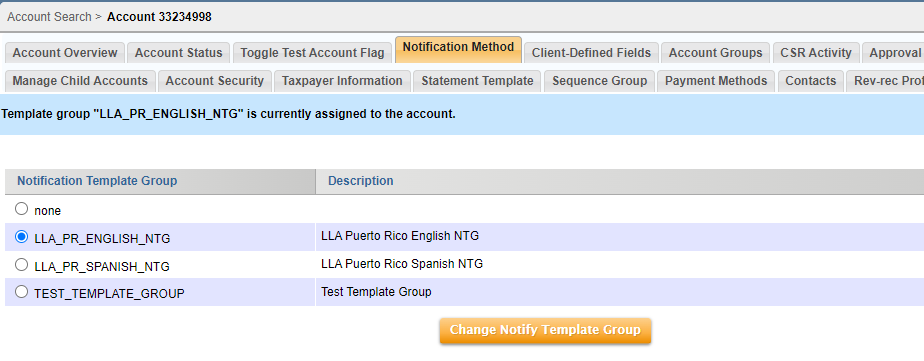 Account Search > Account 33234998
Account Overview Account Status Toggle Test Account Flag Notification Method Client-Defined Fields Account Groups CSR Activity Approval
Manage Child Accounts Account Security Taxpayer Information Statement Template Sequence Group Payment Methods Contacts Rev-rec Prof
Template group "LLA_PR_ENGLISH_NTG" is currently assigned to the account.
Notification Template Group Description
none
LLA_PR_ENGLISH_NTG LLA Puerto Rico English NTG
LLA_PR_SPANISH_NTG LLA Puerto Rico Spanish NTG
TEST_TEMPLATE_GROUP Test Template Group
Change Notify Template Group